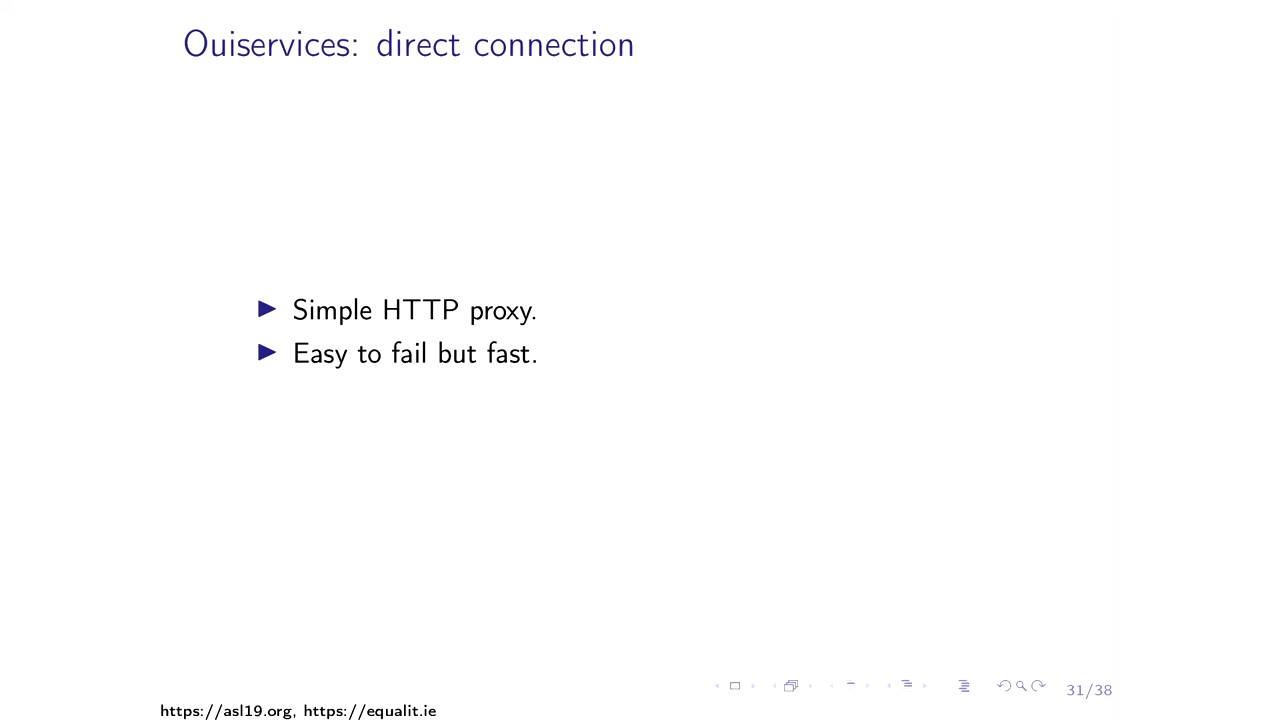 Ouiservices: direct connection
Simple HTTP proxy.
Easy to fail but fast.
31/38
https://asl19.org, https://equalit.ie